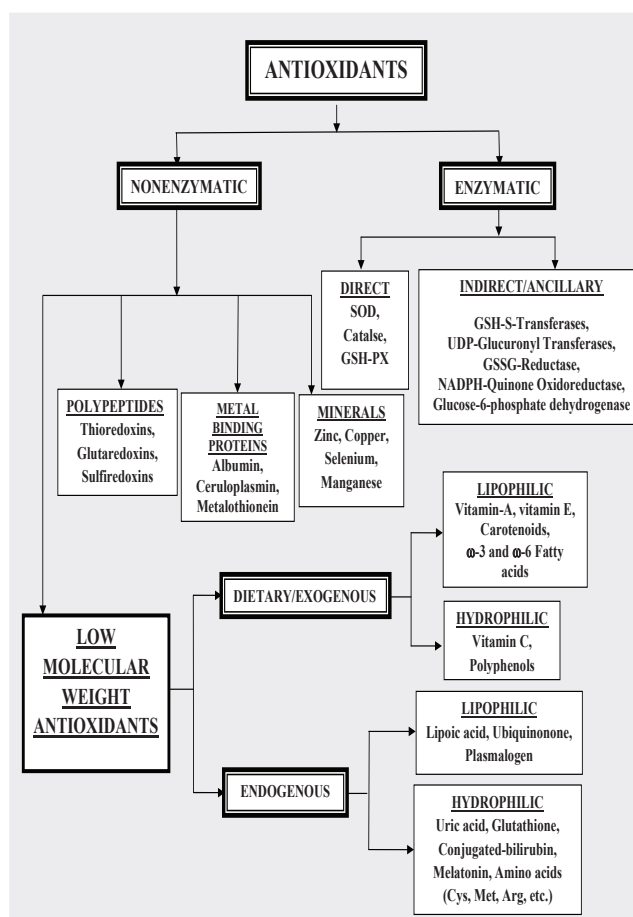 ANTIOXIDANTS
NONENZYMATIC
ENZYMATIC
DIRECT
SOD,
Catalse,
GSH-PX
INDIRECT/ANCILLARY
GSH-S-Transferases,
UDP-Glucuronyl Transferases,
GSSG-Reductase,
NADPH-Quinone Oxidoreductase,
Glucose-6-phosphate dehydrogenase
POLYPEPTIDES
Thioredoxins,
Glutaredoxins,
Sulfiredoxins
METAL
BINDING
PROTEINS
Albumin,
Ceruloplasmin,
Metalothionein
MINERALS
Zinc, Copper,
Selenium,
Manganese
LOW
MOLECULAR
WEIGHT
ANTIOXIDANTS
DIETARY/EXOGENOUS
LIPOPHILIC
Vitamin-A, vitamin E,
Carotenoids,
ω-3 and ω-6 Fatty
acids
HYDROPHILIC
Vitamin C,
Polyphenols
ENDOGENOUS
LIPOPHILIC
Lipoic acid, Ubiquinonone,
Plasmalogen
HYDROPHILIC
Uric acid, Glutathione,
Conjugated-bilirubin,
Melatonin, Amino acids
(Cys, Met, Arg, etc.)